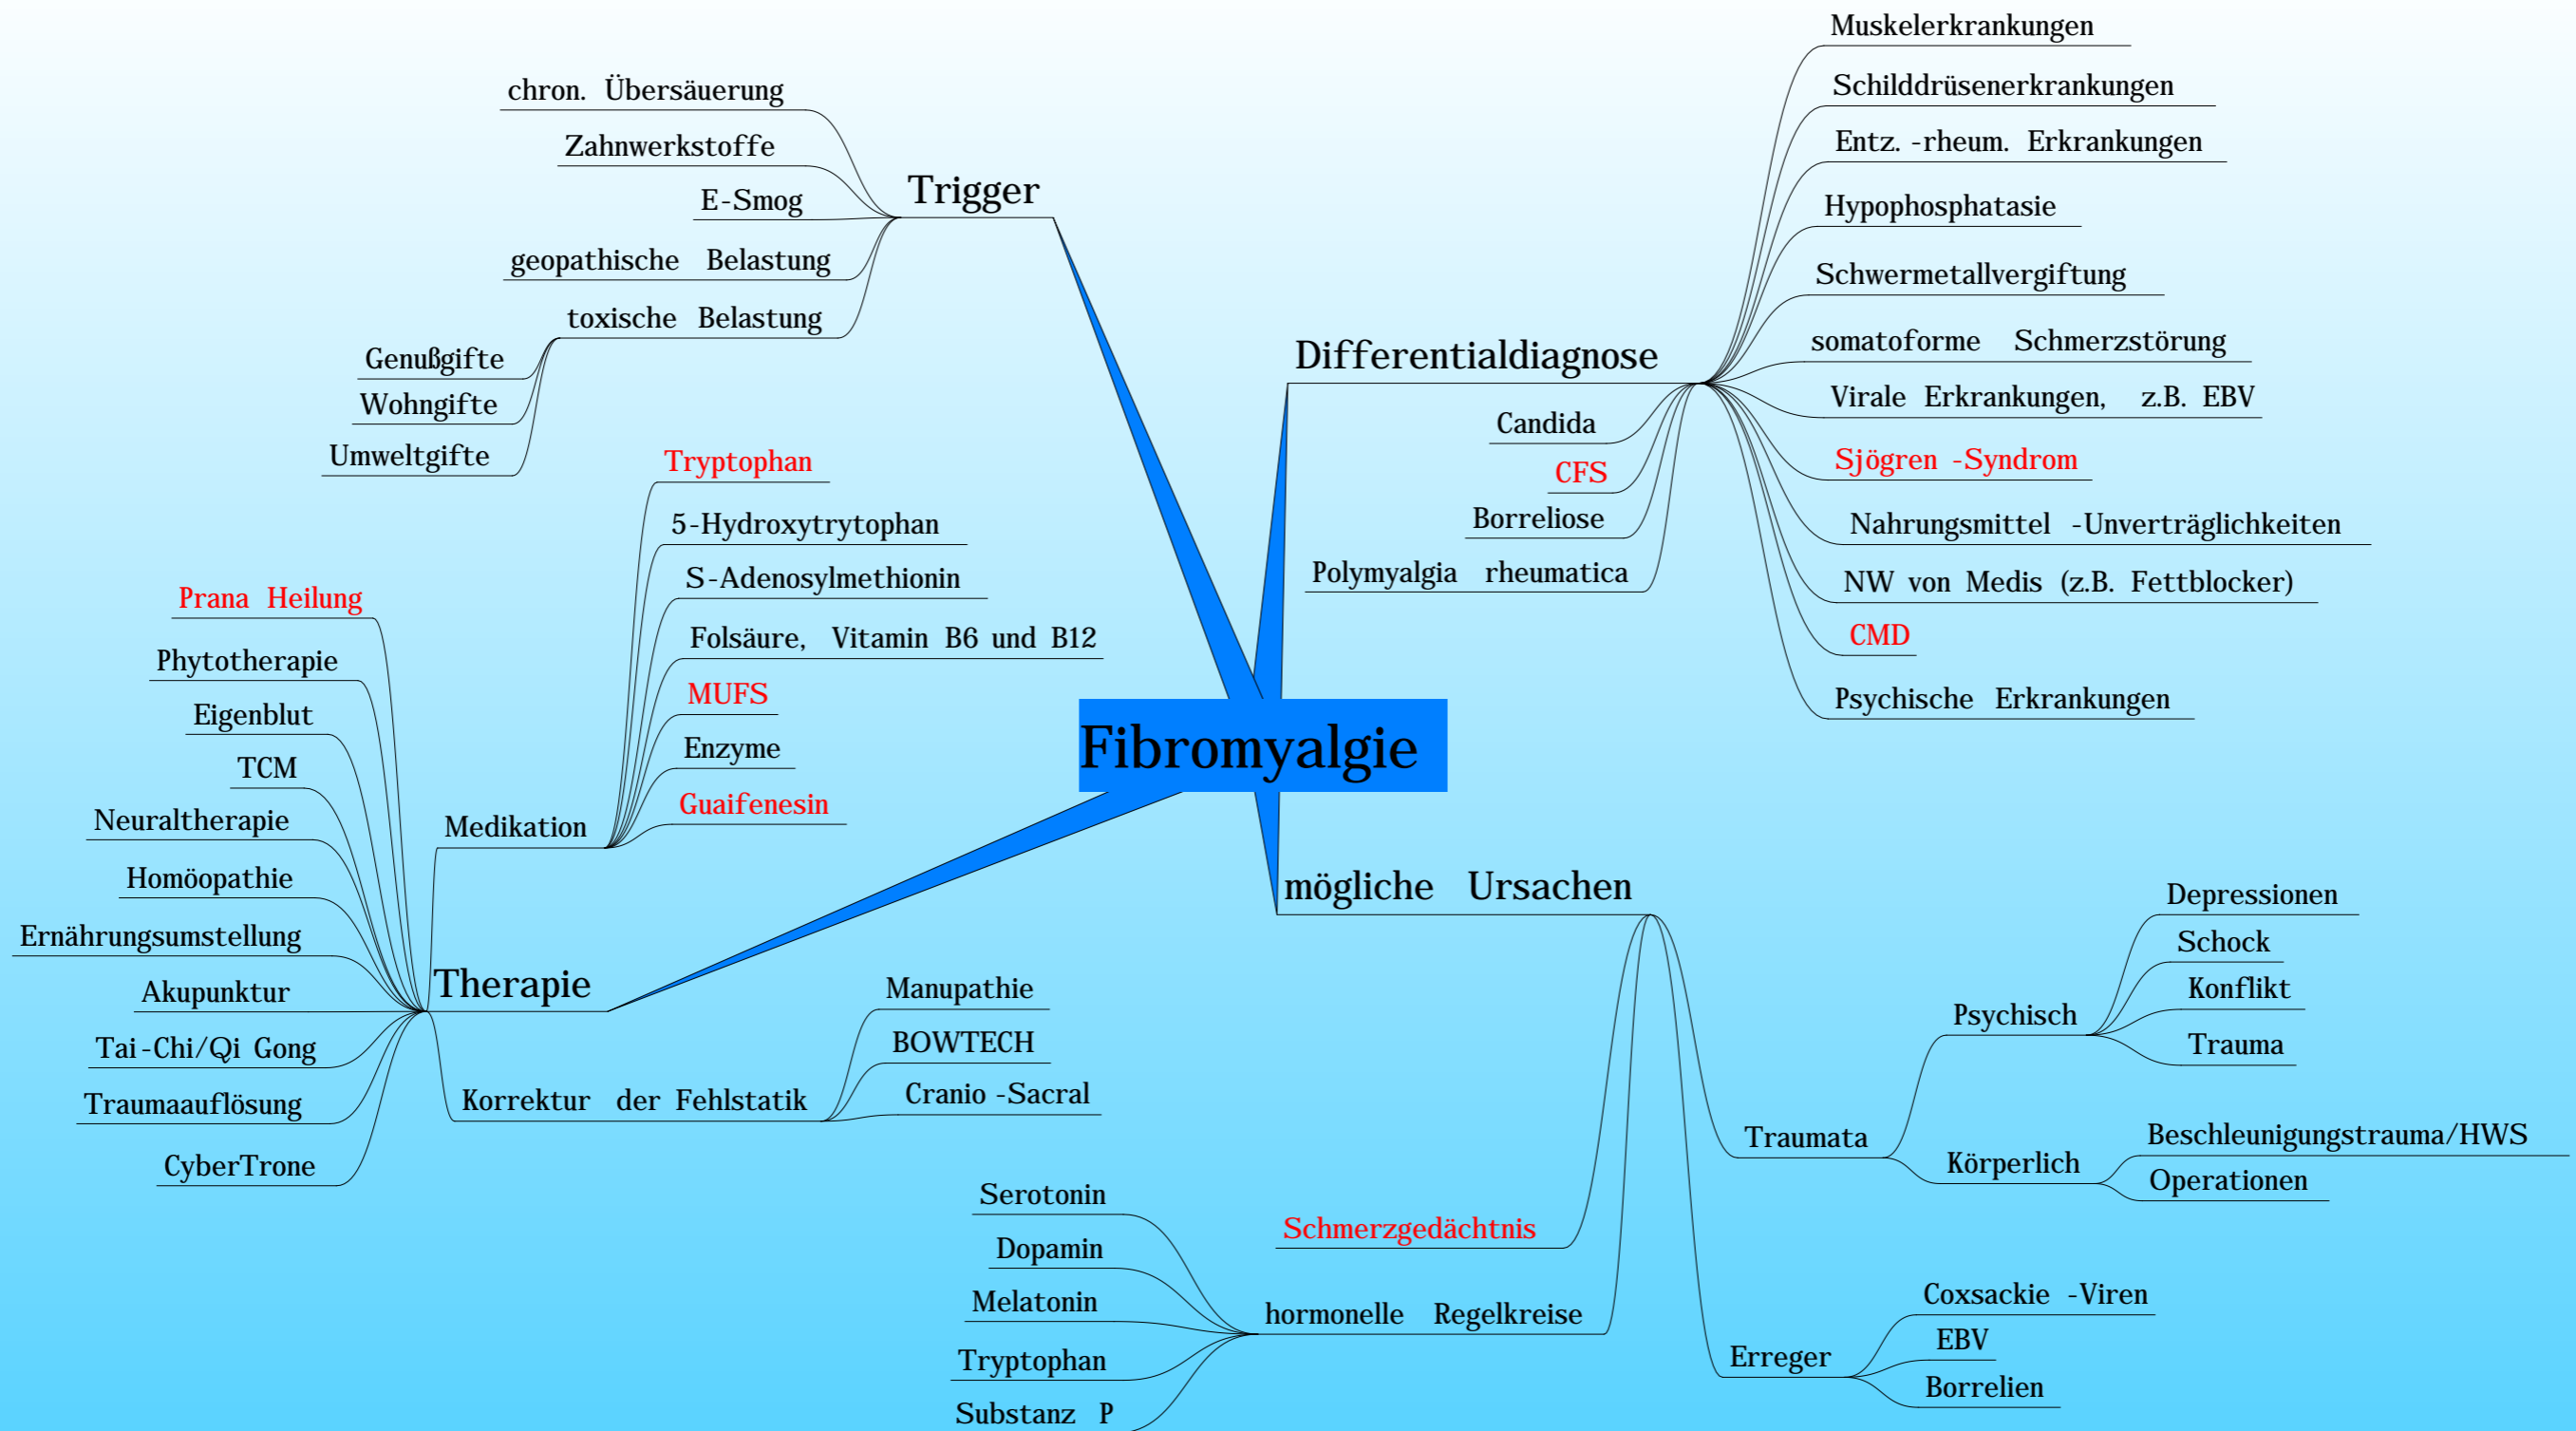 Fibromyalgie
Trigger
chron. Übersäuerung
Zahnwerkstoffe
E-Smog
geopathische Belastung
toxische Belastung
Genußgifte
Wohngifte
Umweltgifte
Differentialdiagnose
Muskelerkrankungen
Schilddrüsenerkrankungen
Entz.-rheum. Erkrankungen
Hypophosphatasie
Schwermetallvergiftung
somatoforme Schmerzstörung
Virale Erkrankungen, z.B. EBV
Sjögren-Syndrom
Nahrungsmittel-Unverträglichkeiten
NW von Medis (z.B. Fettblocker)
CMD
Psychische Erkrankungen
Candida
CFS
Borreliose
Polymyalgia rheumatica
Therapie
Medikation
Tryptophan
5-Hydroxytrytophan
S-Adenosylmethionin
Folsäure, Vitamin B6 und B12
MUFS
Enzyme
Guaifenesin
Prana Heilung
Phytotherapie
Eigenblut
TCM
Neuraltherapie
Homöopathie
Ernährungsumstellung
Akupunktur
Tai-Chi/Qi Gong
Traumaauflösung
CyberTrone
Korrektur der Fehlstatik
Manupathie
BOWTECH
Cranio-Sacral
mögliche Ursachen
Traumata
Psychisch
Depressionen
Schock
Konflikt
Trauma
Körperlich
Beschleunigungstrauma/HWS
Operationen
Schmerzgedächtnis
hormonelle Regelkreise
Serotonin
Dopamin
Melatonin
Tryptophan
Substanz P
Erreger
Coxsackie-Viren
EBV
Borrelien